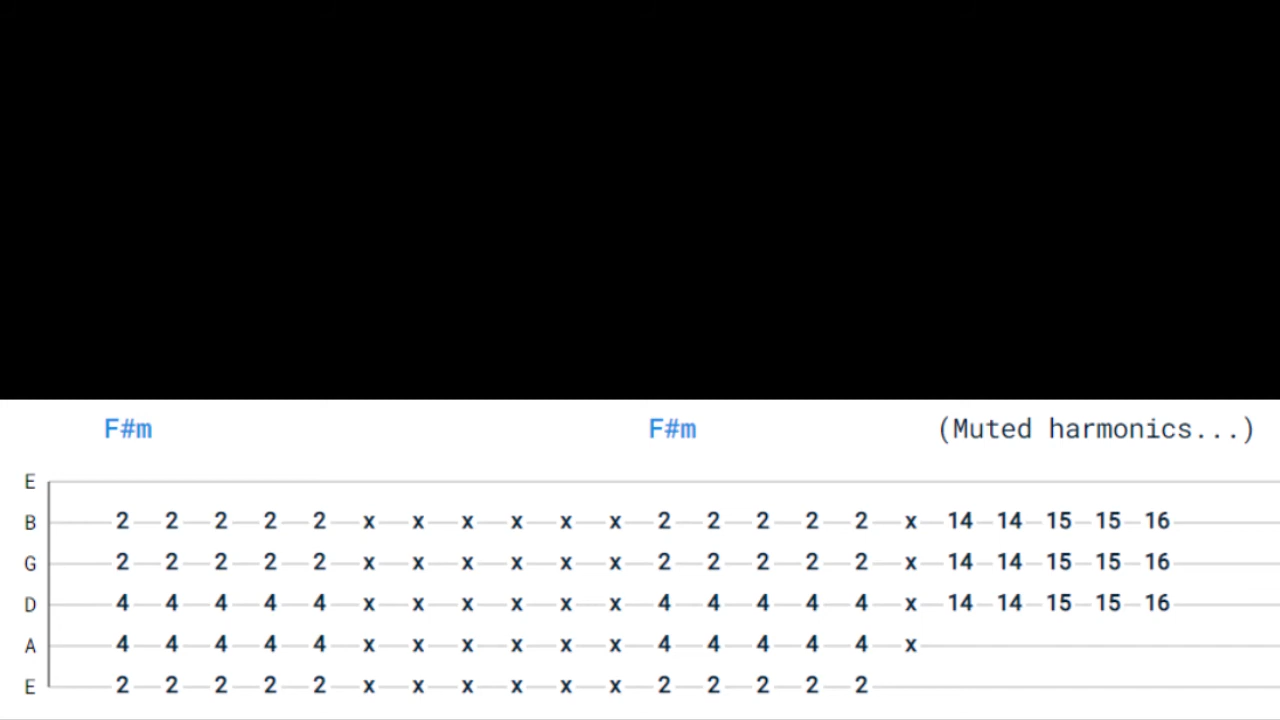 F#m F#m (Muted harmonics...)
E
B 2 2 2 2 2 x x x x x x 2 2 2 2 2 x 14 14 15 15 16
G 2 2 2 2 2 x x x x x x 2 2 2 2 2 x 14 14 15 15 16
D 4 4 4 4 4 x x x x x x 4 4 4 4 4 x 14 14 15 15 16
A 4 4 4 4 4 x x x x x x 4 4 4 4 4 x
E 2 2 2 2 2 x x x x x x 2 2 2 2 2